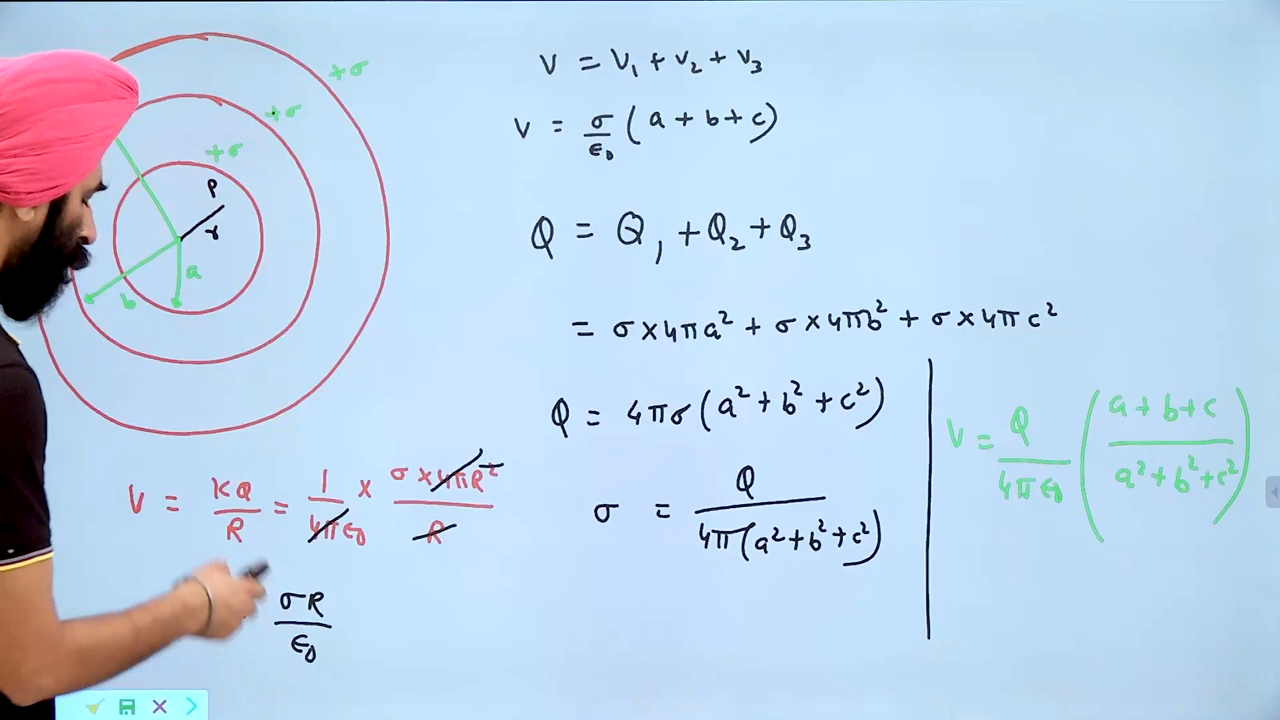 +σ
+σ
+σ
P
r
a
b
V = V₁ + V₂ + V₃
V = σ/ε₀ (a + b + c)
Q = Q₁ + Q₂ + Q₃
= σ×4πa² + σ×4πb² + σ×4πc²
Q = 4πσ(a² + b² + c²)
σ = Q/4π(a²+b²+c²)
V = KQ/R = 1/4πε₀ × σ×4πR²/R
σR/ε₀
V = Q/4πε₀ (a+b+c/a²+b²+c²)